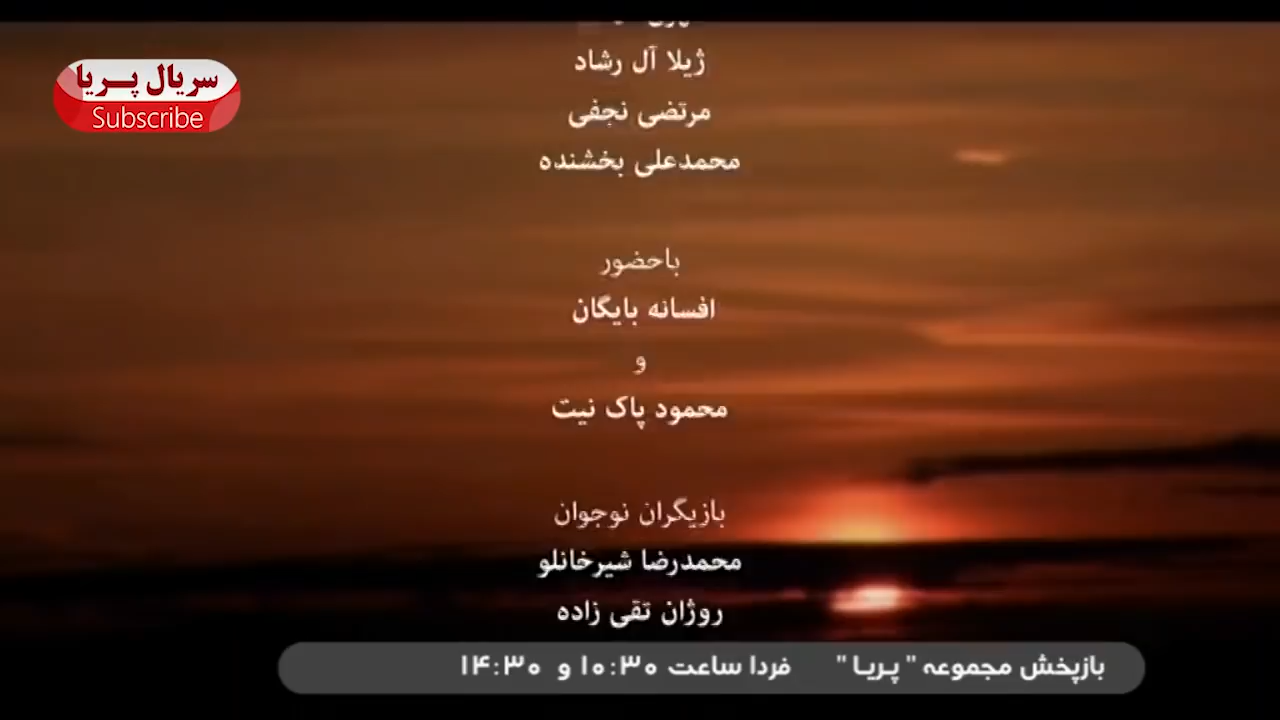 سریال پریا
Subscribe
ژیلا آل رشاد
مرتضی نجفی
محمدعلی بخشنده
باحضور
افسانه بایگان
و
محمود پاک نیت
بازیگران نوجوان
محمدرضا شیرخانلو
روژان تقی زاده
بازپخش مجموعه " پریا " فردا ساعت ۱۰:۳۰ و ۱۴:۳۰